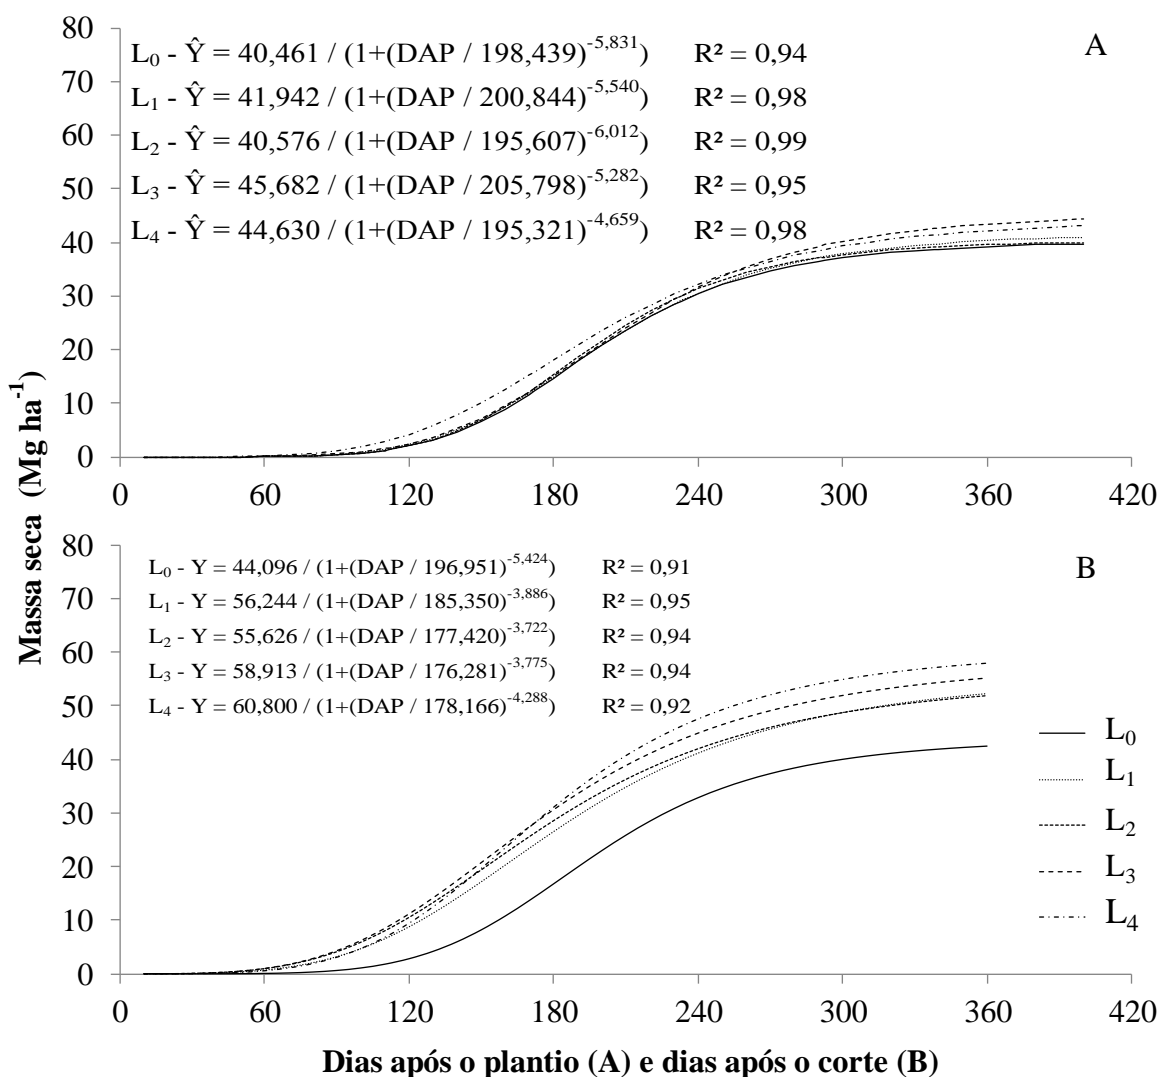 Massa seca (Mg ha⁻¹)
A
L₀ - Ŷ = 40,461 / (1+(DAP / 198,439)⁻⁵,⁸³¹) R² = 0,94
L₁ - Ŷ = 41,942 / (1+(DAP / 200,844)⁻⁵,⁵⁴⁰) R² = 0,98
L₂ - Ŷ = 40,576 / (1+(DAP / 195,607)⁻⁶,⁰¹²) R² = 0,99
L₃ - Ŷ = 45,682 / (1+(DAP / 205,798)⁻⁵,²⁸²) R² = 0,95
L₄ - Ŷ = 44,630 / (1+(DAP / 195,321)⁻⁴,⁶⁵⁹) R² = 0,98
80
70
60
50
40
30
20
10
0
0 60 120 180 240 300 360 420
B
L₀ - Y = 44,096 / (1+(DAP / 196,951)⁻⁵,⁴²⁴) R² = 0,91
L₁ - Y = 56,244 / (1+(DAP / 185,350)⁻³,⁸⁸⁶) R² = 0,95
L₂ - Y = 55,626 / (1+(DAP / 177,420)⁻³,⁷²²) R² = 0,94
L₃ - Y = 58,913 / (1+(DAP / 176,281)⁻³,⁷⁷⁵) R² = 0,94
L₄ - Y = 60,800 / (1+(DAP / 178,166)⁻⁴,²⁸⁸) R² = 0,92
80
70
60
50
40
30
20
10
0
L₀
L₁
L₂
L₃
L₄
0 60 120 180 240 300 360 420
Dias após o plantio (A) e dias após o corte (B)